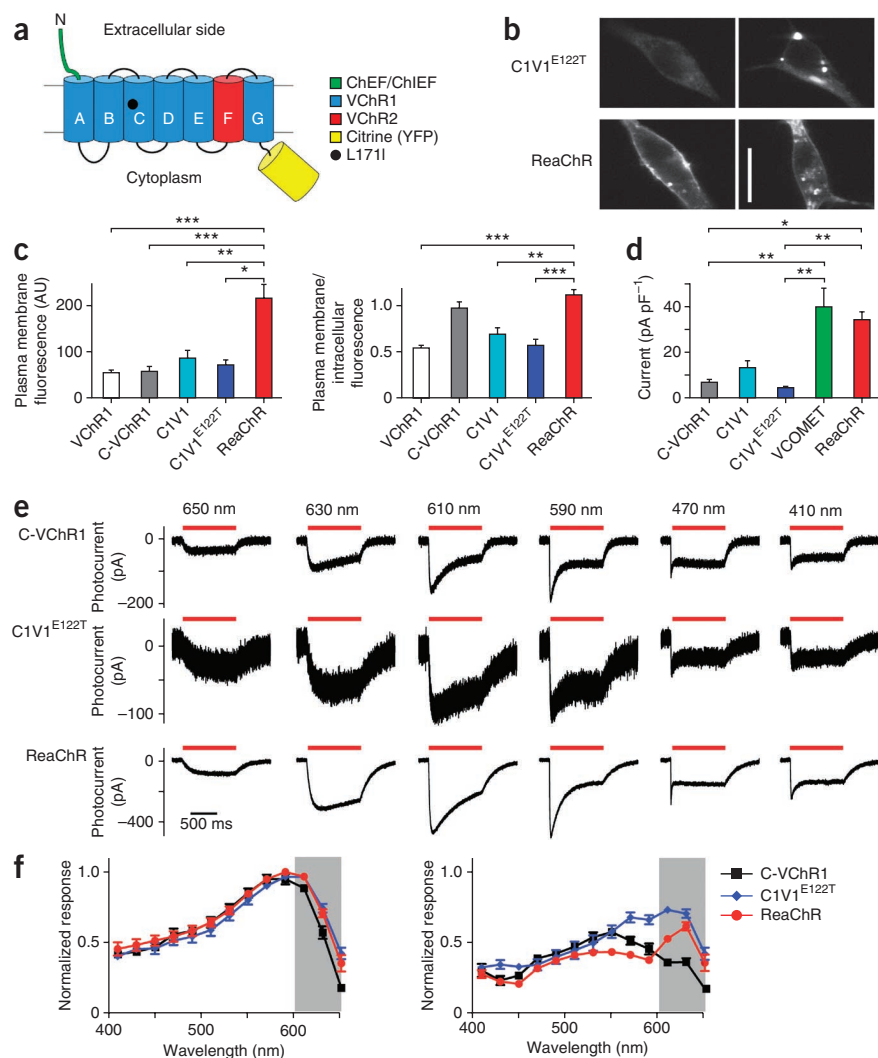 a
N
Extracellular side
A B C D E F G
Cytoplasm
ChEF/ChIEF
VChR1
VChR2
Citrine (YFP)
L171I
b
C1V1E122T
ReaChR
c
***
***
**
*
Plasma membrane
fluorescence (AU)
200
100
0
VChR1
C-VChR1
C1V1
C1V1E122T
ReaChR
***
**
***
Plasma membrane/
intracellular
fluorescence
1.0
0.5
0
VChR1
C-VChR1
C1V1
C1V1E122T
ReaChR
d
*
**
**
**
Current (pA pF−1)
40
20
0
C-VChR1
C1V1
C1V1E122T
VCOMET
ReaChR
e
650 nm 630 nm 610 nm 590 nm 470 nm 410 nm
C-VChR1
Photocurrent
(pA)
0
−200
C1V1E122T
Photocurrent
(pA)
0
−100
ReaChR
Photocurrent
(pA)
0
−400
500 ms
f
Normalized response
1.0
0.5
0
400 500 600
Wavelength (nm)
Normalized response
1.0
0.5
0
400 500 600
Wavelength (nm)
C-VChR1
C1V1E122T
ReaChR